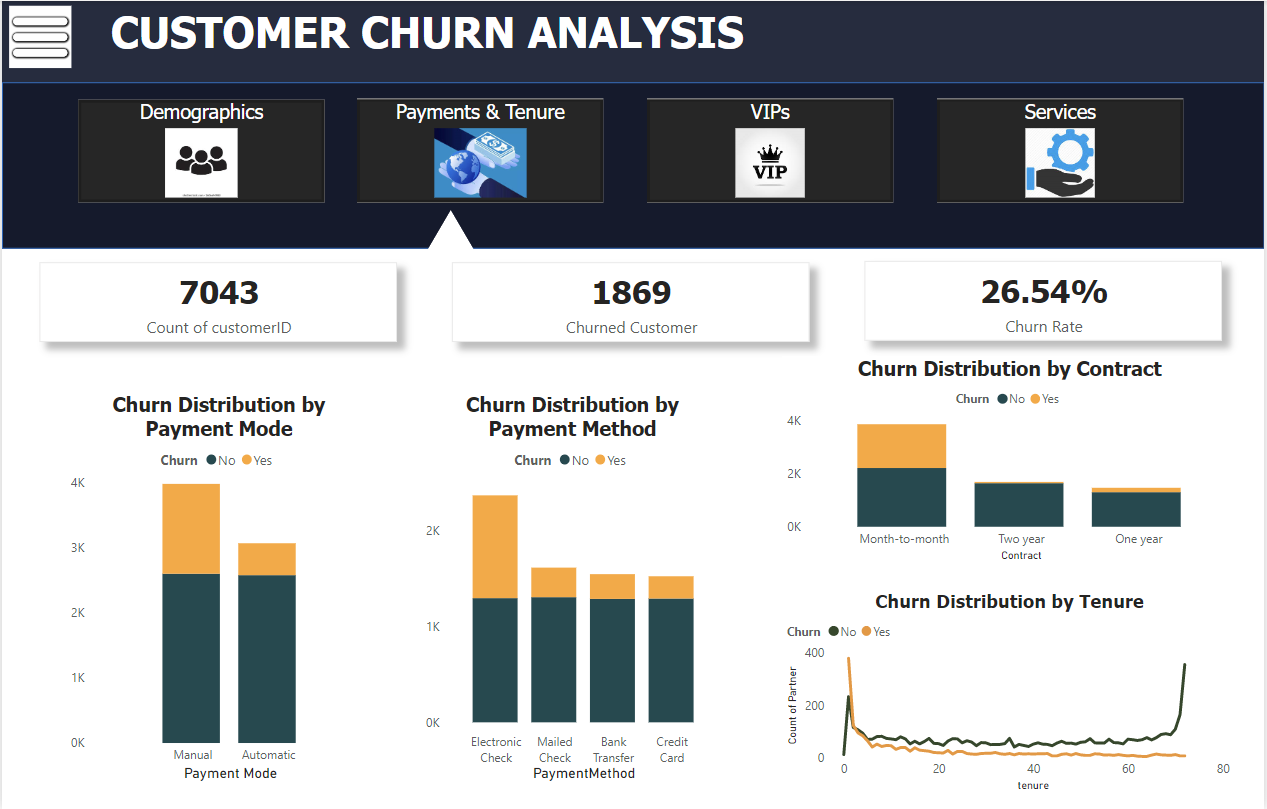 CUSTOMER CHURN ANALYSIS
Demographics
Payments & Tenure
VIPs
Services
VIP
7043
Count of customerID
1869
Churned Customer
26.54%
Churn Rate
Churn Distribution by
Payment Mode
Churn No Yes
4K
3K
2K
1K
0K
Manual Automatic
Payment Mode
Churn Distribution by
Payment Method
Churn No Yes
2K
1K
0K
Electronic Mailed Bank Credit
Check Check Transfer Card
PaymentMethod
Churn Distribution by Contract
Churn No Yes
4K
2K
0K
Month-to-month Two year One year
Contract
Churn Distribution by Tenure
Churn No Yes
Count of Partner
400
200
0
0 20 40 60 80
tenure